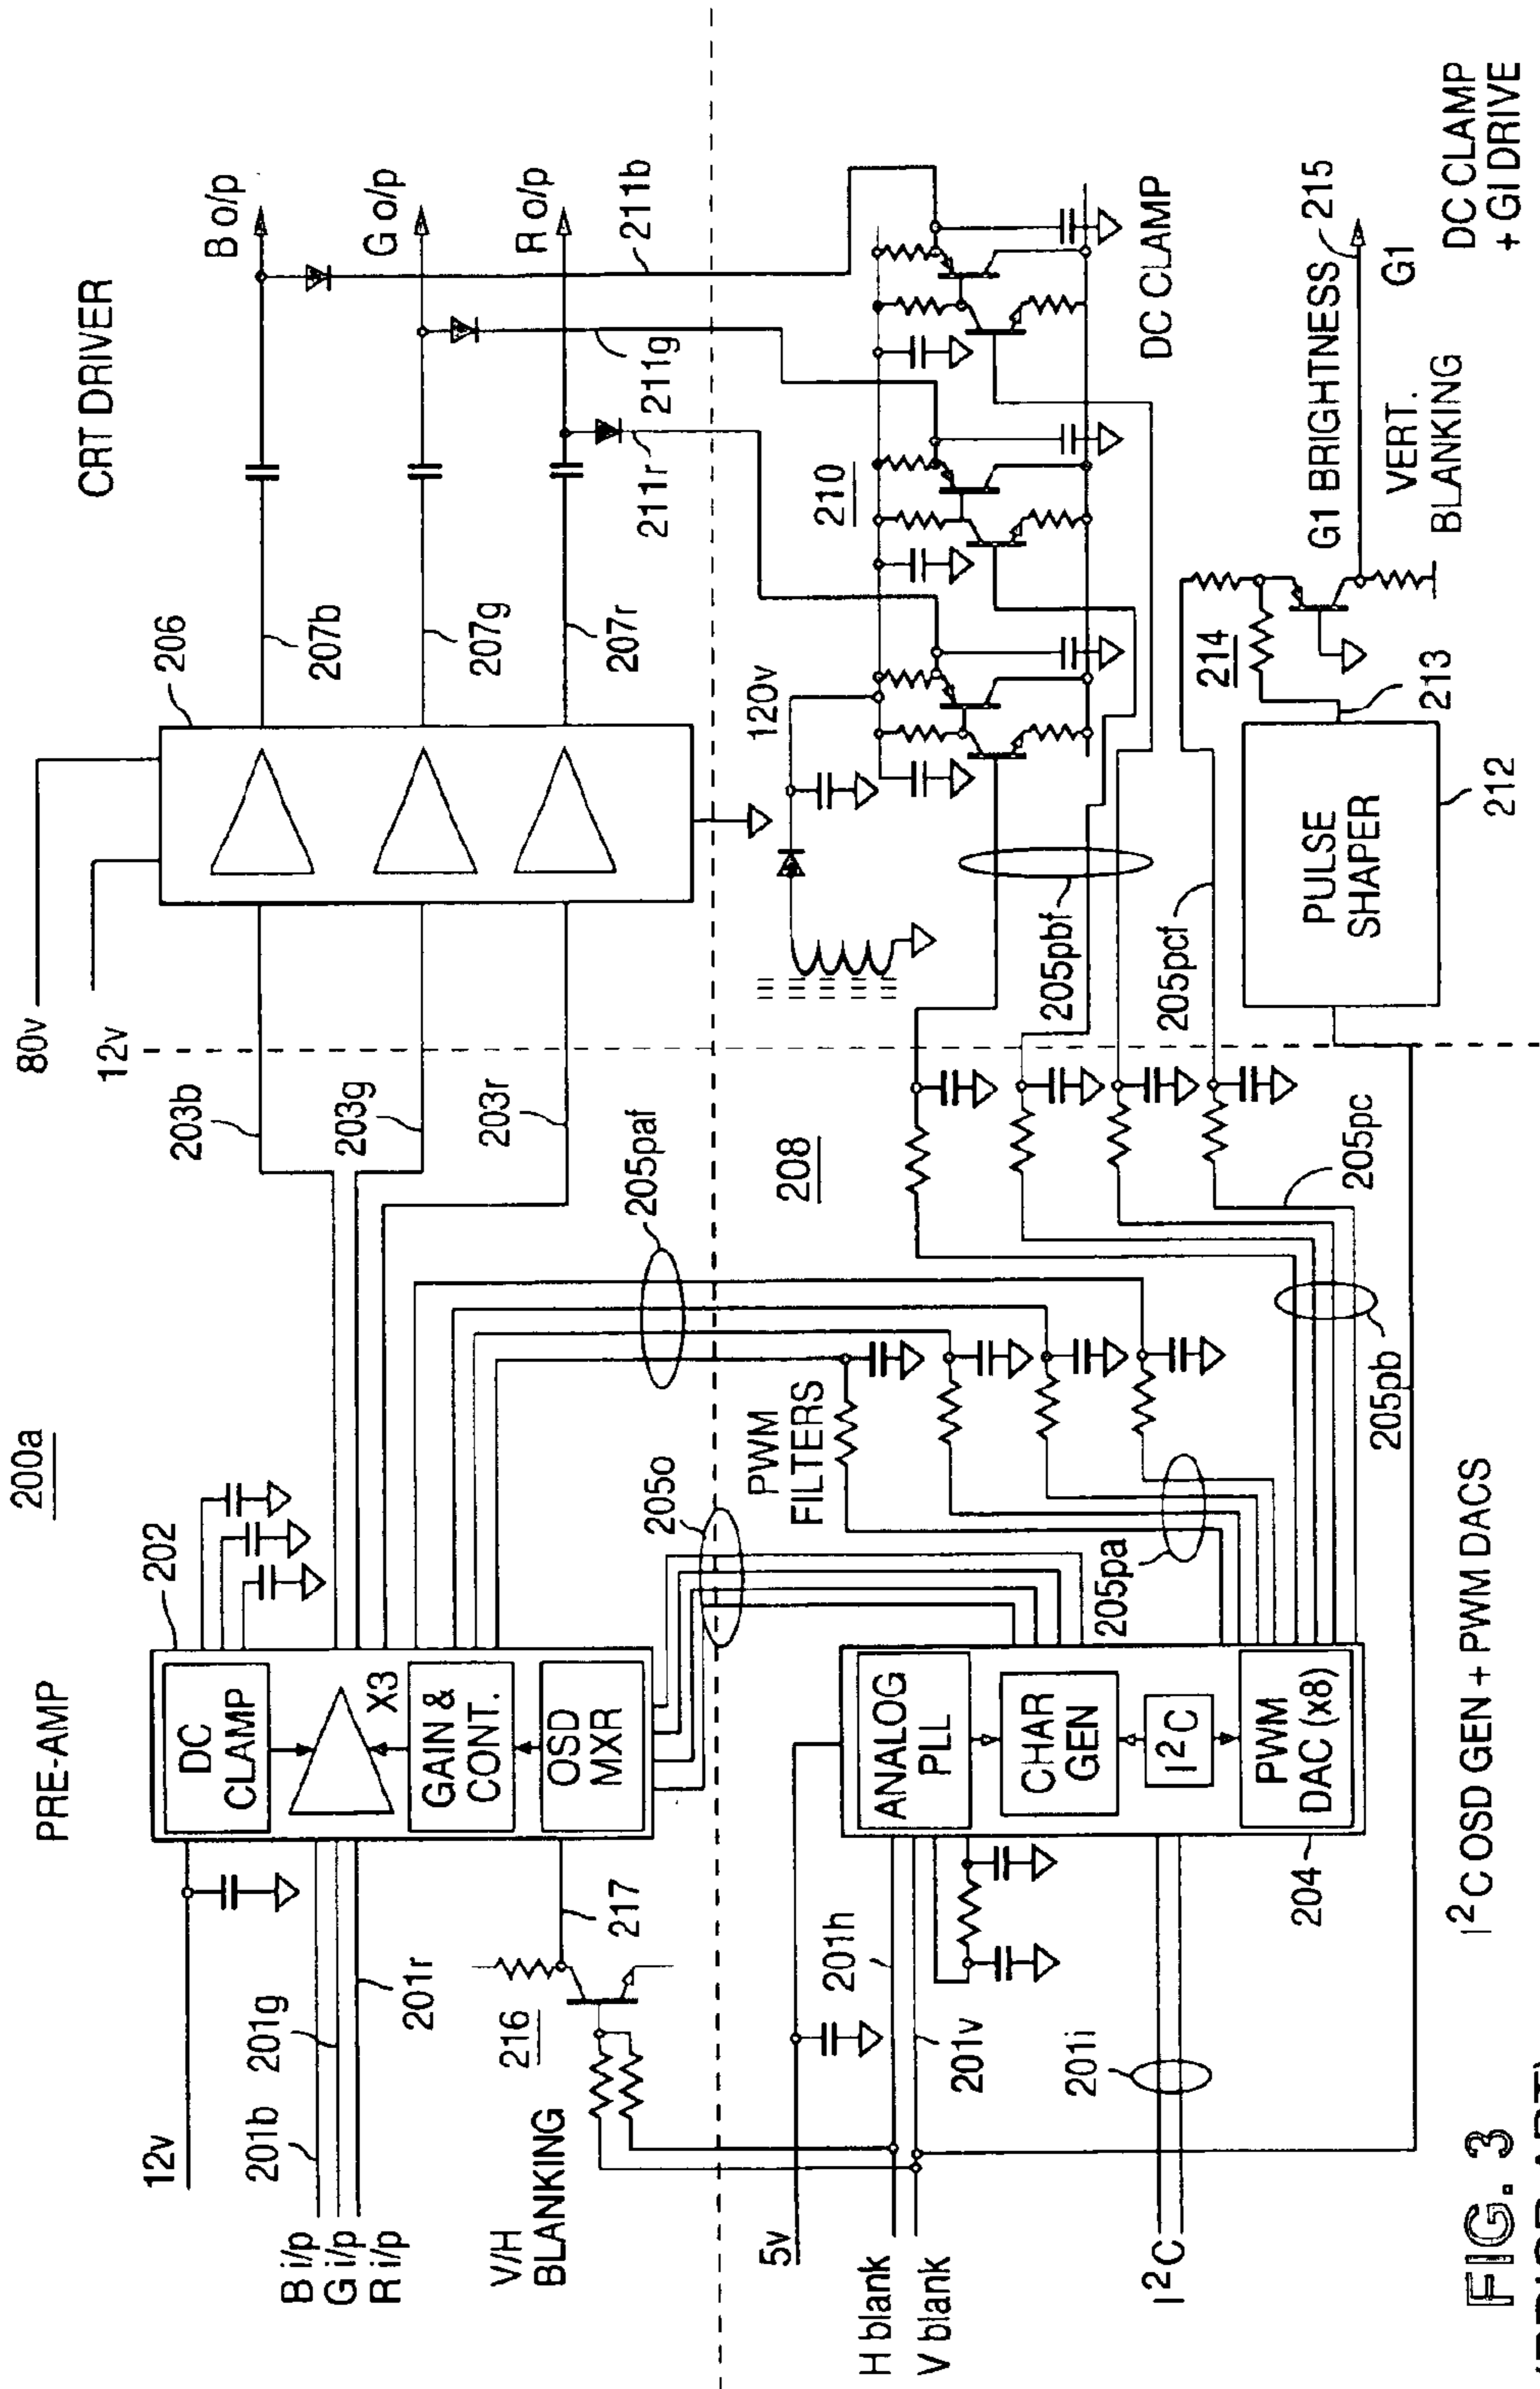 200a
PRE-AMP
CRT DRIVER
202
206
80v
12v
12v
B i/p
G i/p
R i/p
201b
201g
201r
DC
CLAMP
X3
GAIN &
CONT.
OSD
MXR
203b
203g
203r
207b
207g
207r
B o/p
G o/p
R o/p
211r
211g
211b
V/H
BLANKING
216
217
205o
205paf
PWM
FILTERS
208
120v
210
DC CLAMP
5v
H blank
V blank
201h
201v
201i
I²C
ANALOG
PLL
CHAR
GEN
I²C
PWM
DAC (x8)
204
205pa
205pb
205pc
205pbf
205pcf
PULSE
SHAPER
212
213
214
G1 BRIGHTNESS
215
G1
VERT.
BLANKING
DC CLAMP
+ GI DRIVE
I²C OSD GEN + PWM DACS
FIG. 3
(PRIOR ART)